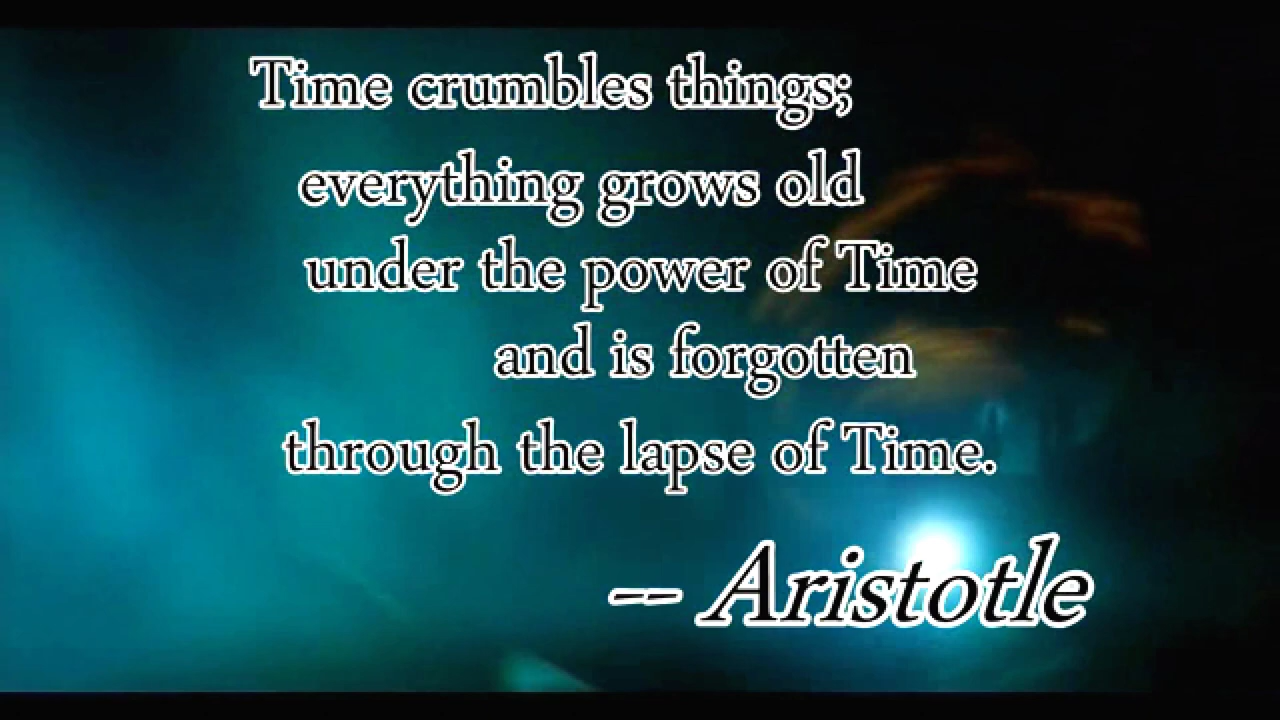 Time crumbles things;
everything grows old
under the power of Time
and is forgotten
through the lapse of Time.
-- Aristotle